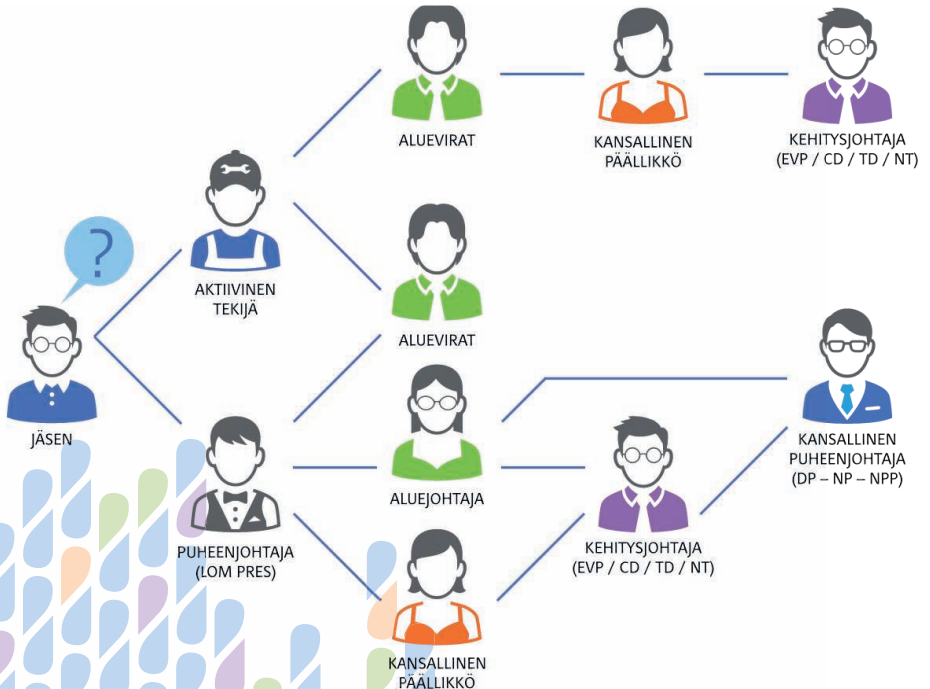 ALUEVIRAT
KANSALLINEN
PÄÄLLIKKÖ
KEHITYSJOHTAJA
(EVP / CD / TD / NT)
AKTIIVINEN
TEKIJÄ
?
ALUEVIRAT
JÄSEN
KANSALLINEN
PUHEENJOHTAJA
(DP – NP – NPP)
ALUEJOHTAJA
PUHEENJOHTAJA
(LOM PRES)
KEHITYSJOHTAJA
(EVP / CD / TD / NT)
KANSALLINEN
PÄÄLLIKKÖ